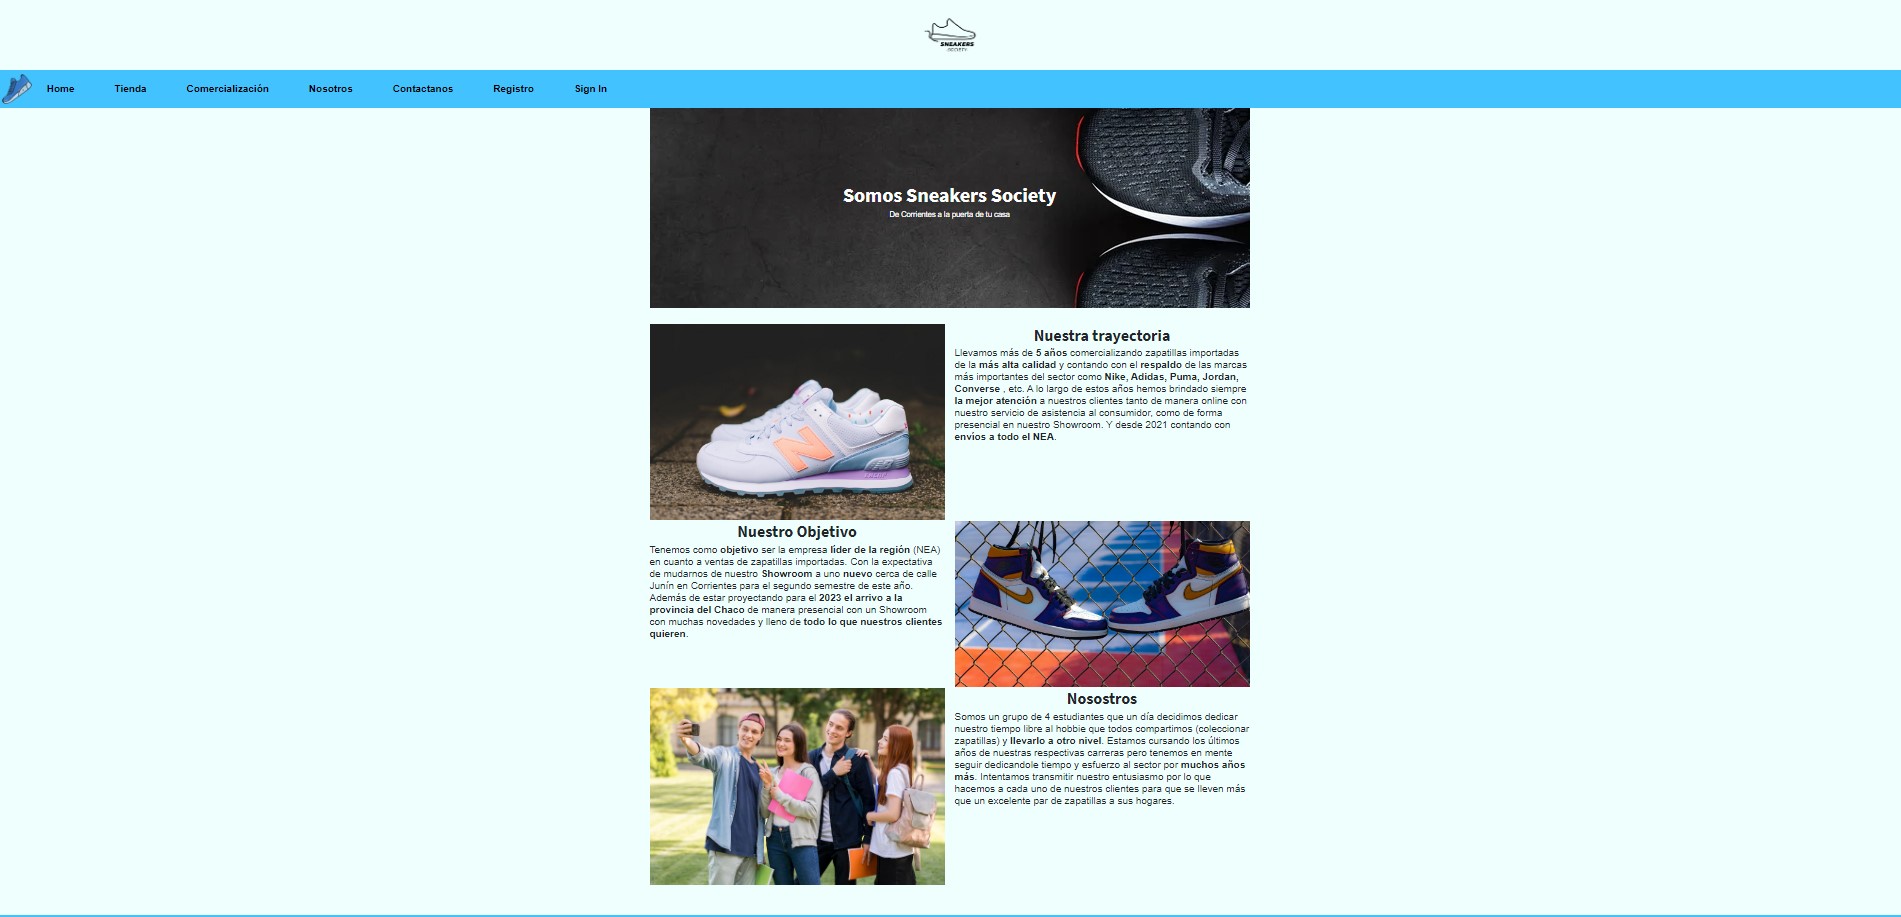 SNEAKERS
SOCIETY
Home Tienda Comercialización Nosotros Contactanos Registro Sign In
Somos Sneakers Society
De Corrientes a la puerta de tu casa
Nuestra trayectoria
Llevamos más de 5 años comercializando zapatillas importadas
de la más alta calidad y contando con el respaldo de las marcas
más importantes del sector como Nike, Adidas, Puma, Jordan,
Converse , etc. A lo largo de estos años hemos brindado siempre
la mejor atención a nuestros clientes tanto de manera online con
nuestro servicio de asistencia al consumidor, como de forma
presencial en nuestro Showroom. Y desde 2021 contando con
envíos a todo el NEA.
Nuestro Objetivo
Tenemos como objetivo ser la empresa líder de la región (NEA)
en cuanto a ventas de zapatillas importadas. Con la expectativa
de mudarnos de nuestro Showroom a uno nuevo cerca de calle
Junín en Corrientes para el segundo semestre de este año.
Además de estar proyectando para el 2023 el arrivo a la
provincia del Chaco de manera presencial con un Showroom
con muchas novedades y lleno de todo lo que nuestros clientes
quieren.
Nosostros
Somos un grupo de 4 estudiantes que un día decidimos dedicar
nuestro tiempo libre al hobbie que todos compartimos (coleccionar
zapatillas) y llevarlo a otro nivel. Estamos cursando los últimos
años de nuestras respectivas carreras pero tenemos en mente
seguir dedicandole tiempo y esfuerzo al sector por muchos años
más. Intentamos transmitir nuestro entusiasmo por lo que
hacemos a cada uno de nuestros clientes para que se lleven más
que un excelente par de zapatillas a sus hogares.